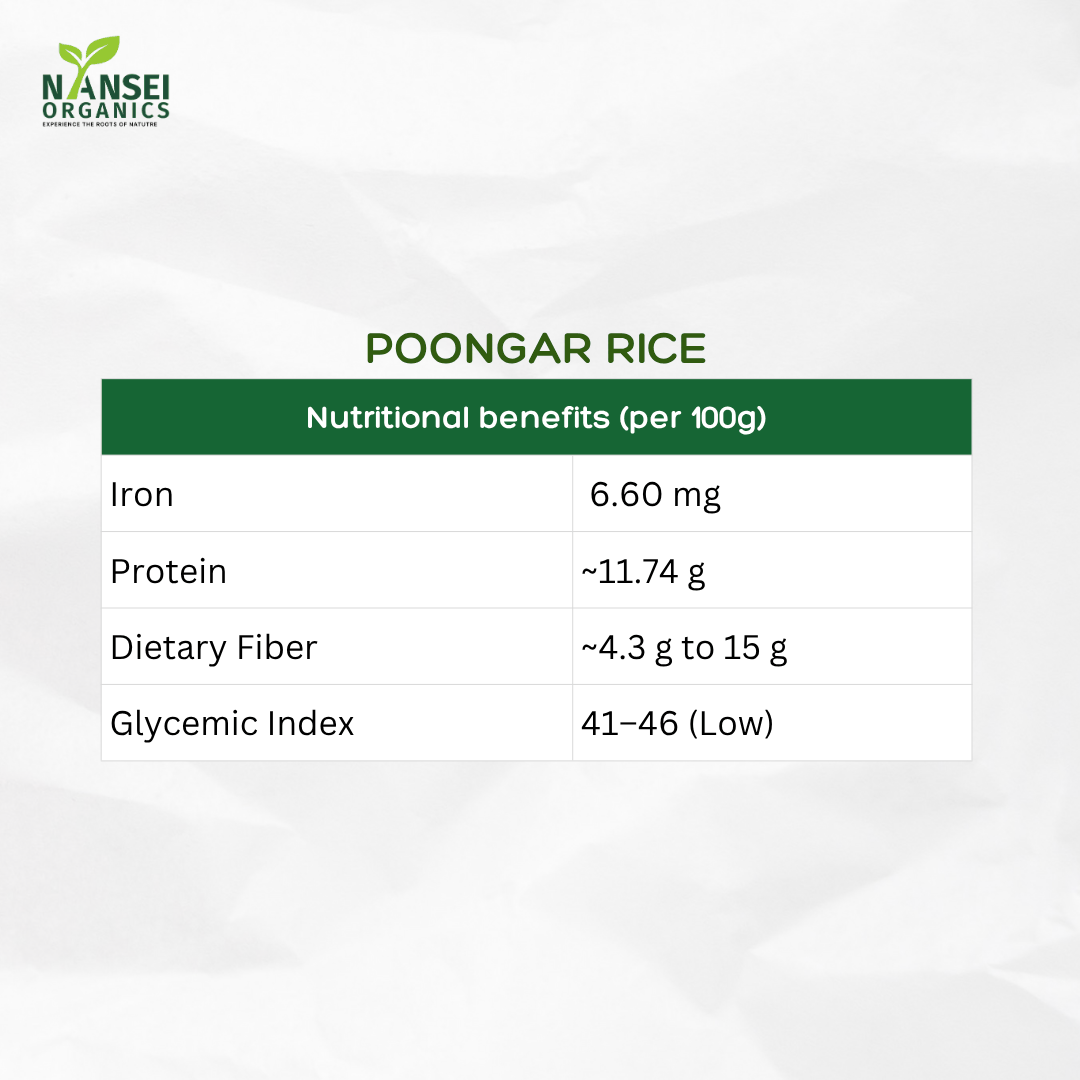 NANSEI
ORGANICS
EXPERIENCE THE ROOTS OF NATUTRE
POONGAR RICE
Nutritional benefits (per 100g)
Iron 6.60 mg
Protein ~11.74 g
Dietary Fiber ~4.3 g to 15 g
Glycemic Index 41–46 (Low)